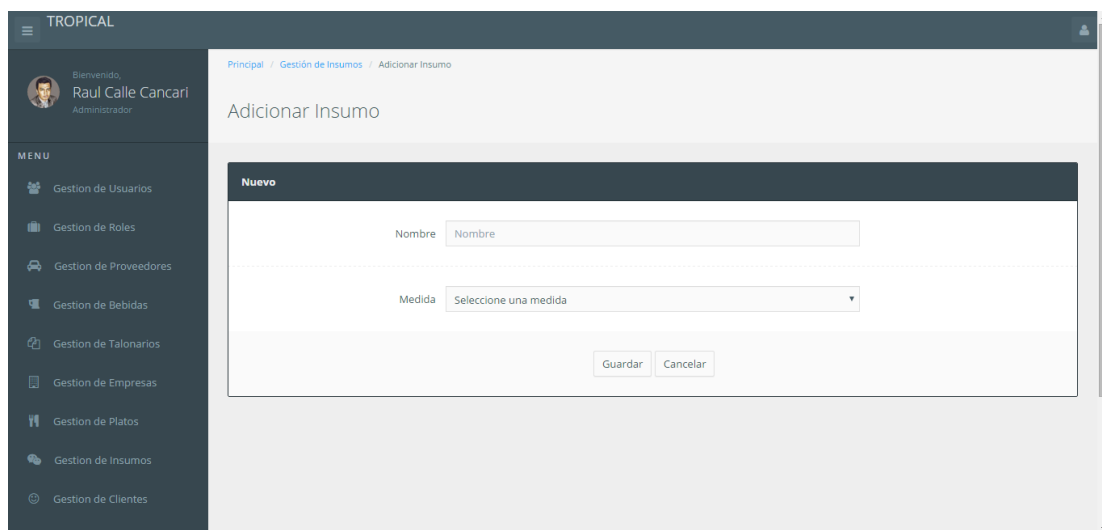 TROPICAL
Bienvenido,
Raul Calle Cancari
Administrador
MENU
Gestion de Usuarios
Gestion de Roles
Gestion de Proveedores
Gestion de Bebidas
Gestion de Talonarios
Gestion de Empresas
Gestion de Platos
Gestion de Insumos
Gestion de Clientes
Principal / Gestión de Insumos / Adicionar Insumo
Adicionar Insumo
Nuevo
Nombre Nombre
Medida Seleccione una medida
Guardar Cancelar